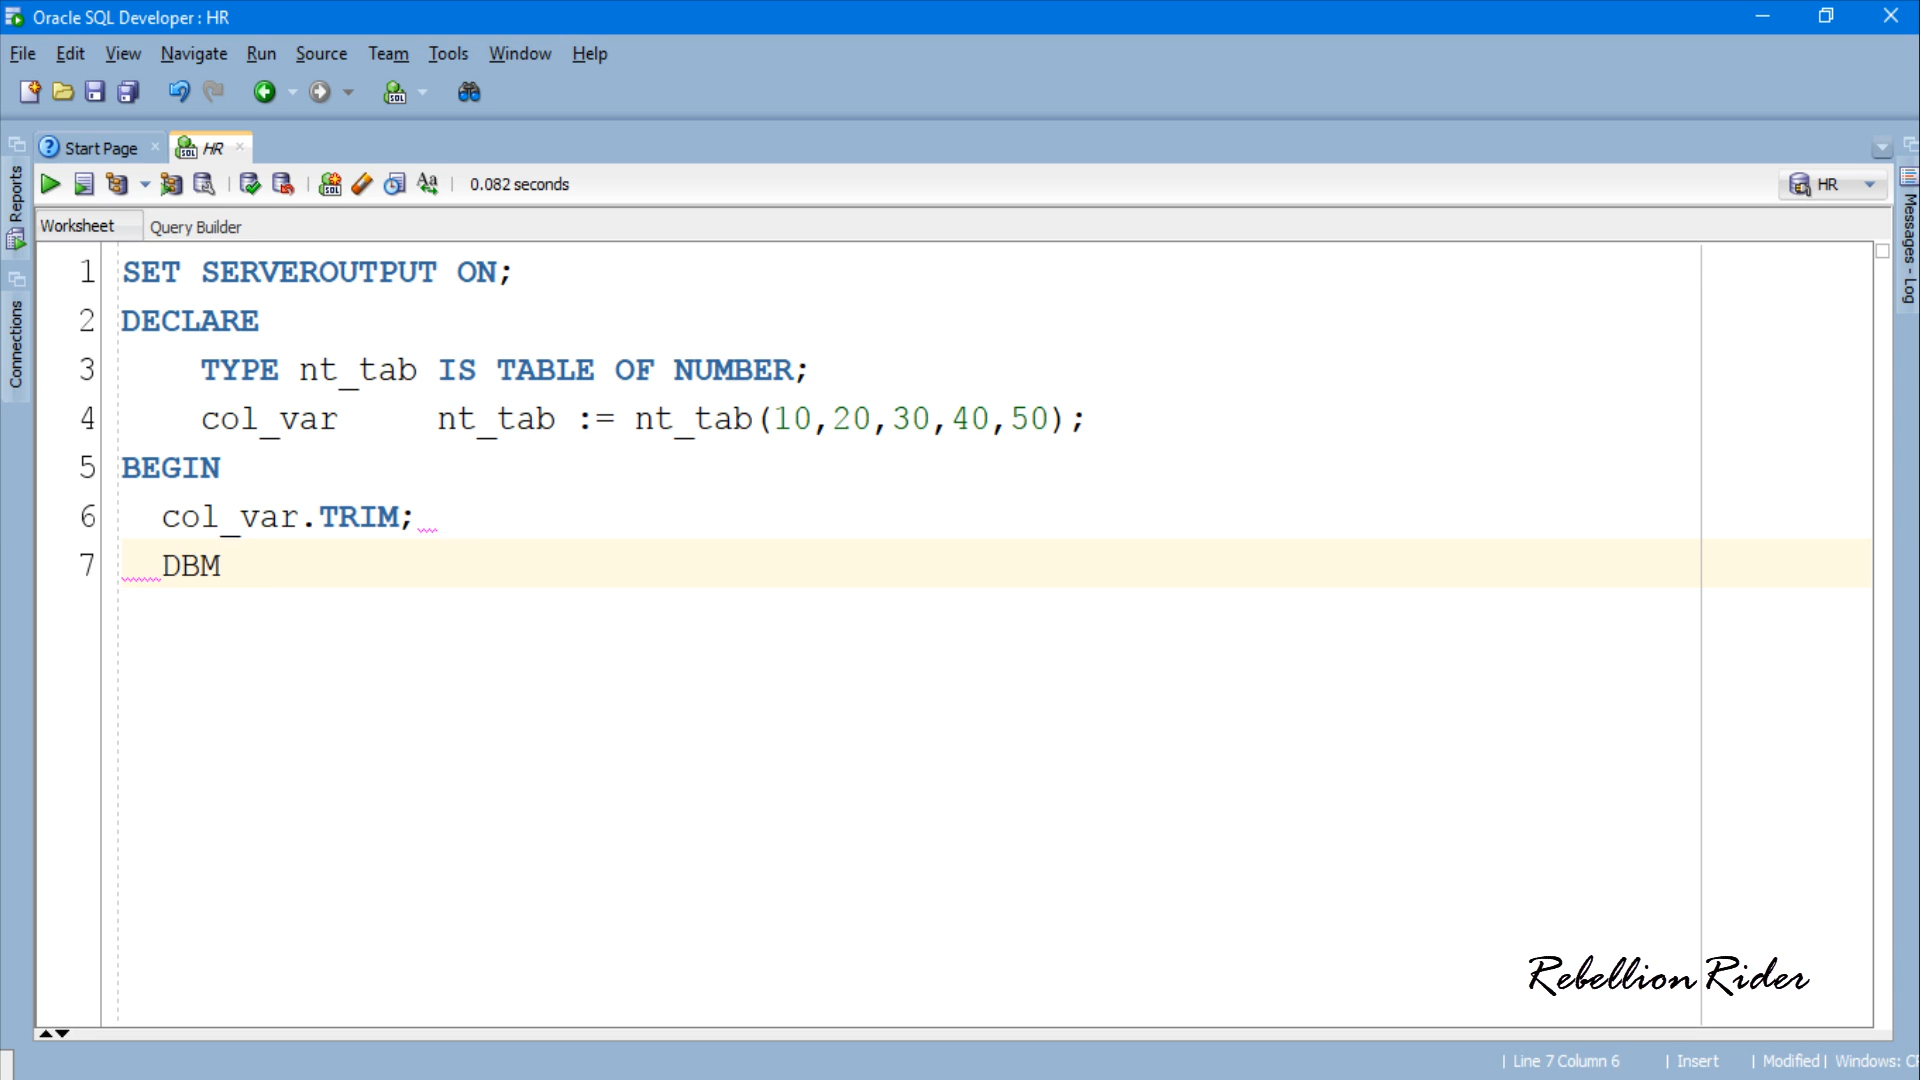 Oracle SQL Developer : HR
File Edit View Navigate Run Source Team Tools Window Help
Start Page HR
0.082 seconds
HR
Worksheet Query Builder
Reports
Connections
Messages - Log
1 SET SERVEROUTPUT ON;
2 DECLARE
3 TYPE nt_tab IS TABLE OF NUMBER;
4 col_var nt_tab := nt_tab(10,20,30,40,50);
5 BEGIN
6 col_var.TRIM;
7 DBM
Rebellion Rider
| Line 7 Column 6 | Insert | Modified | Windows: CR